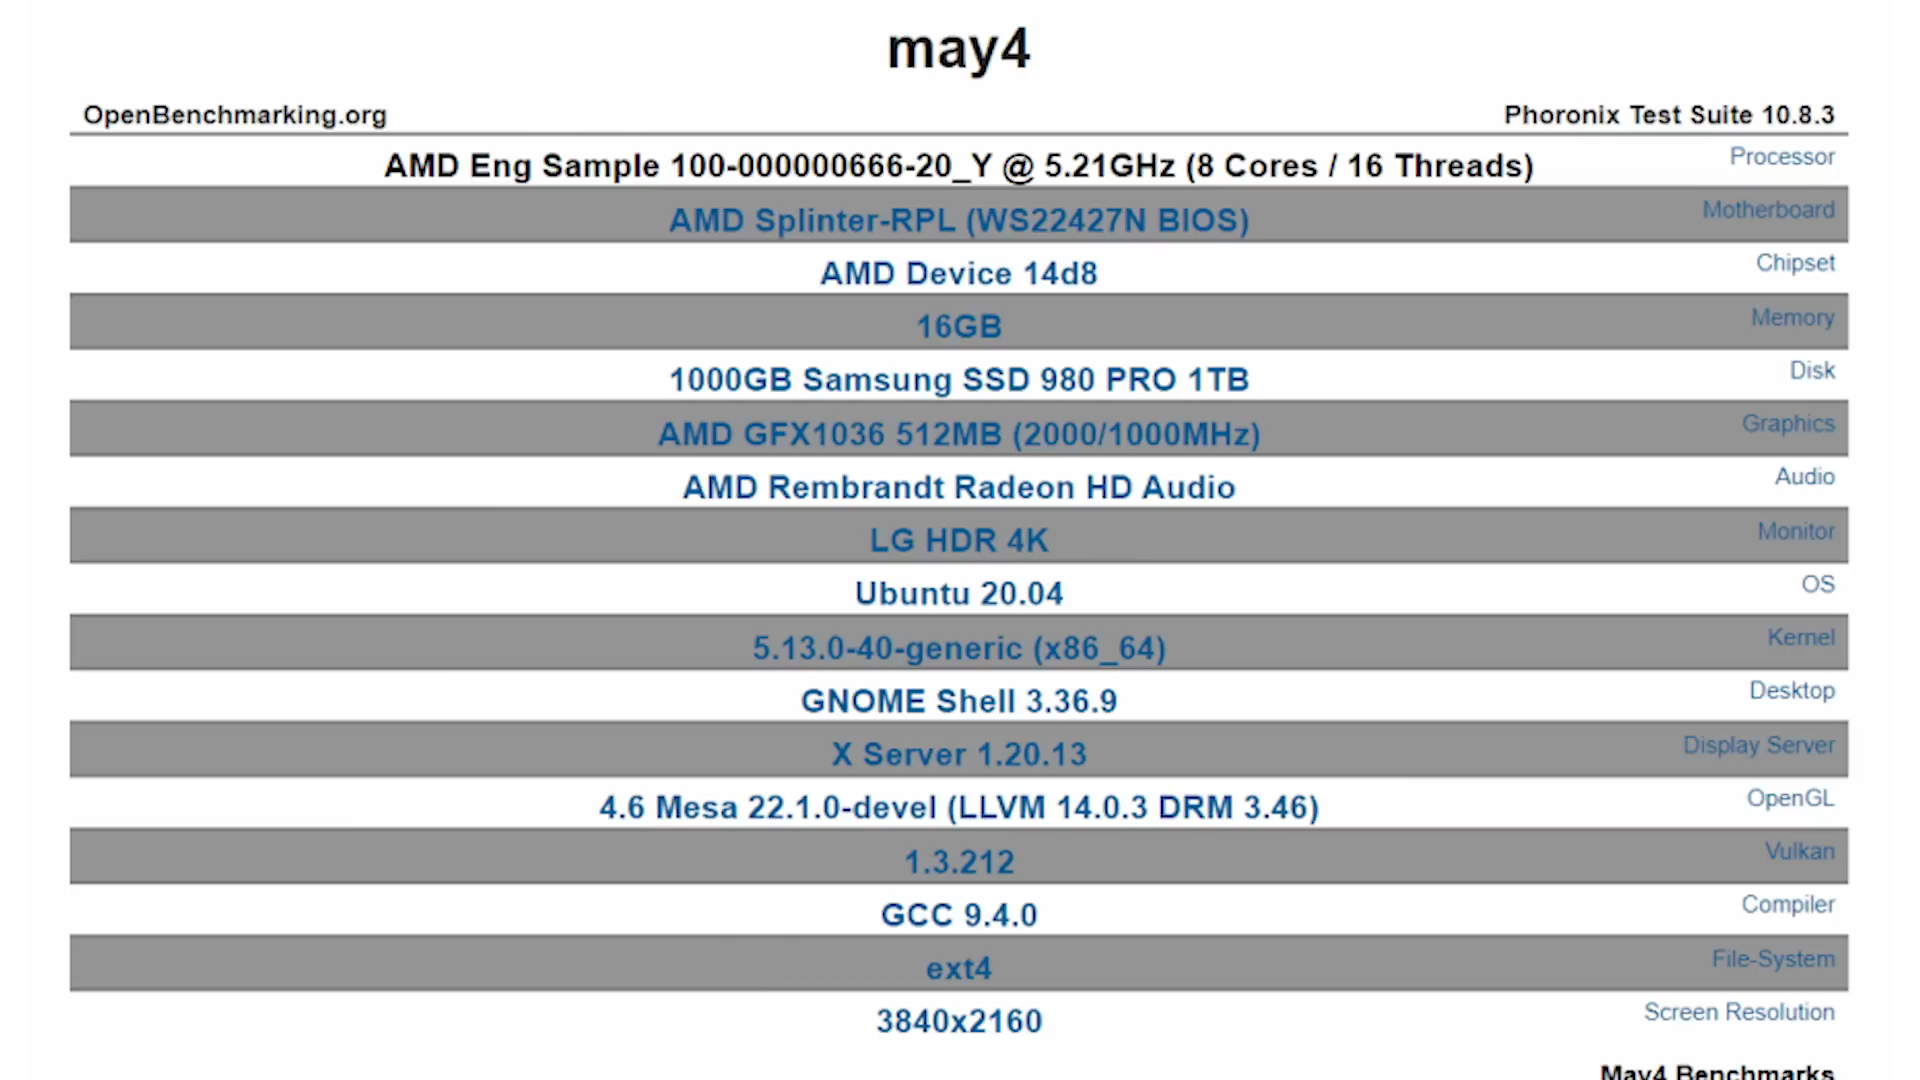 may4
OpenBenchmarking.org Phoronix Test Suite 10.8.3
AMD Eng Sample 100-000000666-20_Y @ 5.21GHz (8 Cores / 16 Threads) Processor
AMD Splinter-RPL (WS22427N BIOS) Motherboard
AMD Device 14d8 Chipset
16GB Memory
1000GB Samsung SSD 980 PRO 1TB Disk
AMD GFX1036 512MB (2000/1000MHz) Graphics
AMD Rembrandt Radeon HD Audio Audio
LG HDR 4K Monitor
Ubuntu 20.04 OS
5.13.0-40-generic (x86_64) Kernel
GNOME Shell 3.36.9 Desktop
X Server 1.20.13 Display Server
4.6 Mesa 22.1.0-devel (LLVM 14.0.3 DRM 3.46) OpenGL
1.3.212 Vulkan
GCC 9.4.0 Compiler
ext4 File-System
3840x2160 Screen Resolution
May4 Benchmarks